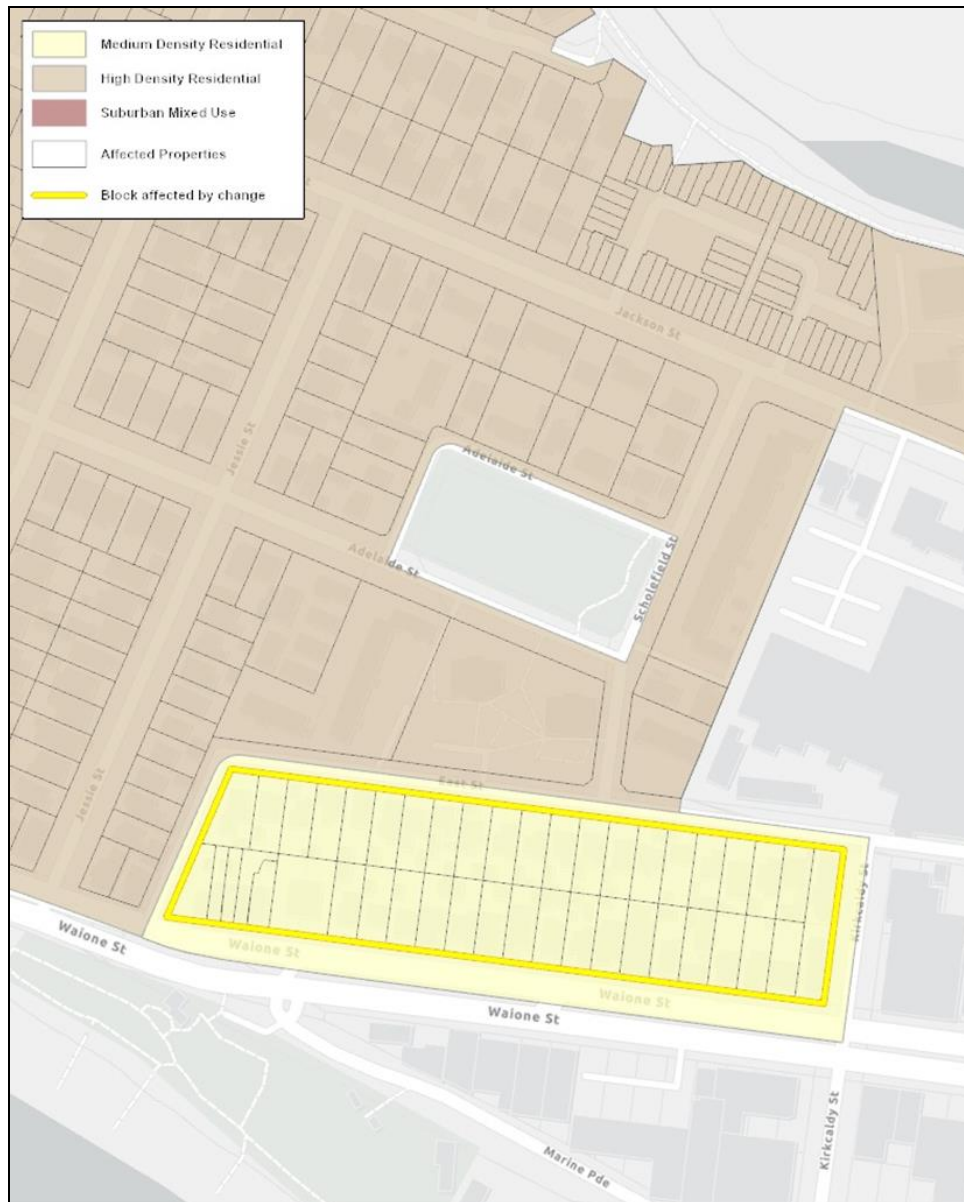 Medium Density Residential
High Density Residential
Suburban Mixed Use
Affected Properties
Block affected by change
Jackson St
Jessie St
Adelaide St
Adelaide St
Scholefield St
East St
Jessie St
Kirkcaldy St
Waione St
Waione St
Waione St
Waione St
Marine Pde
Kirkcaldy St